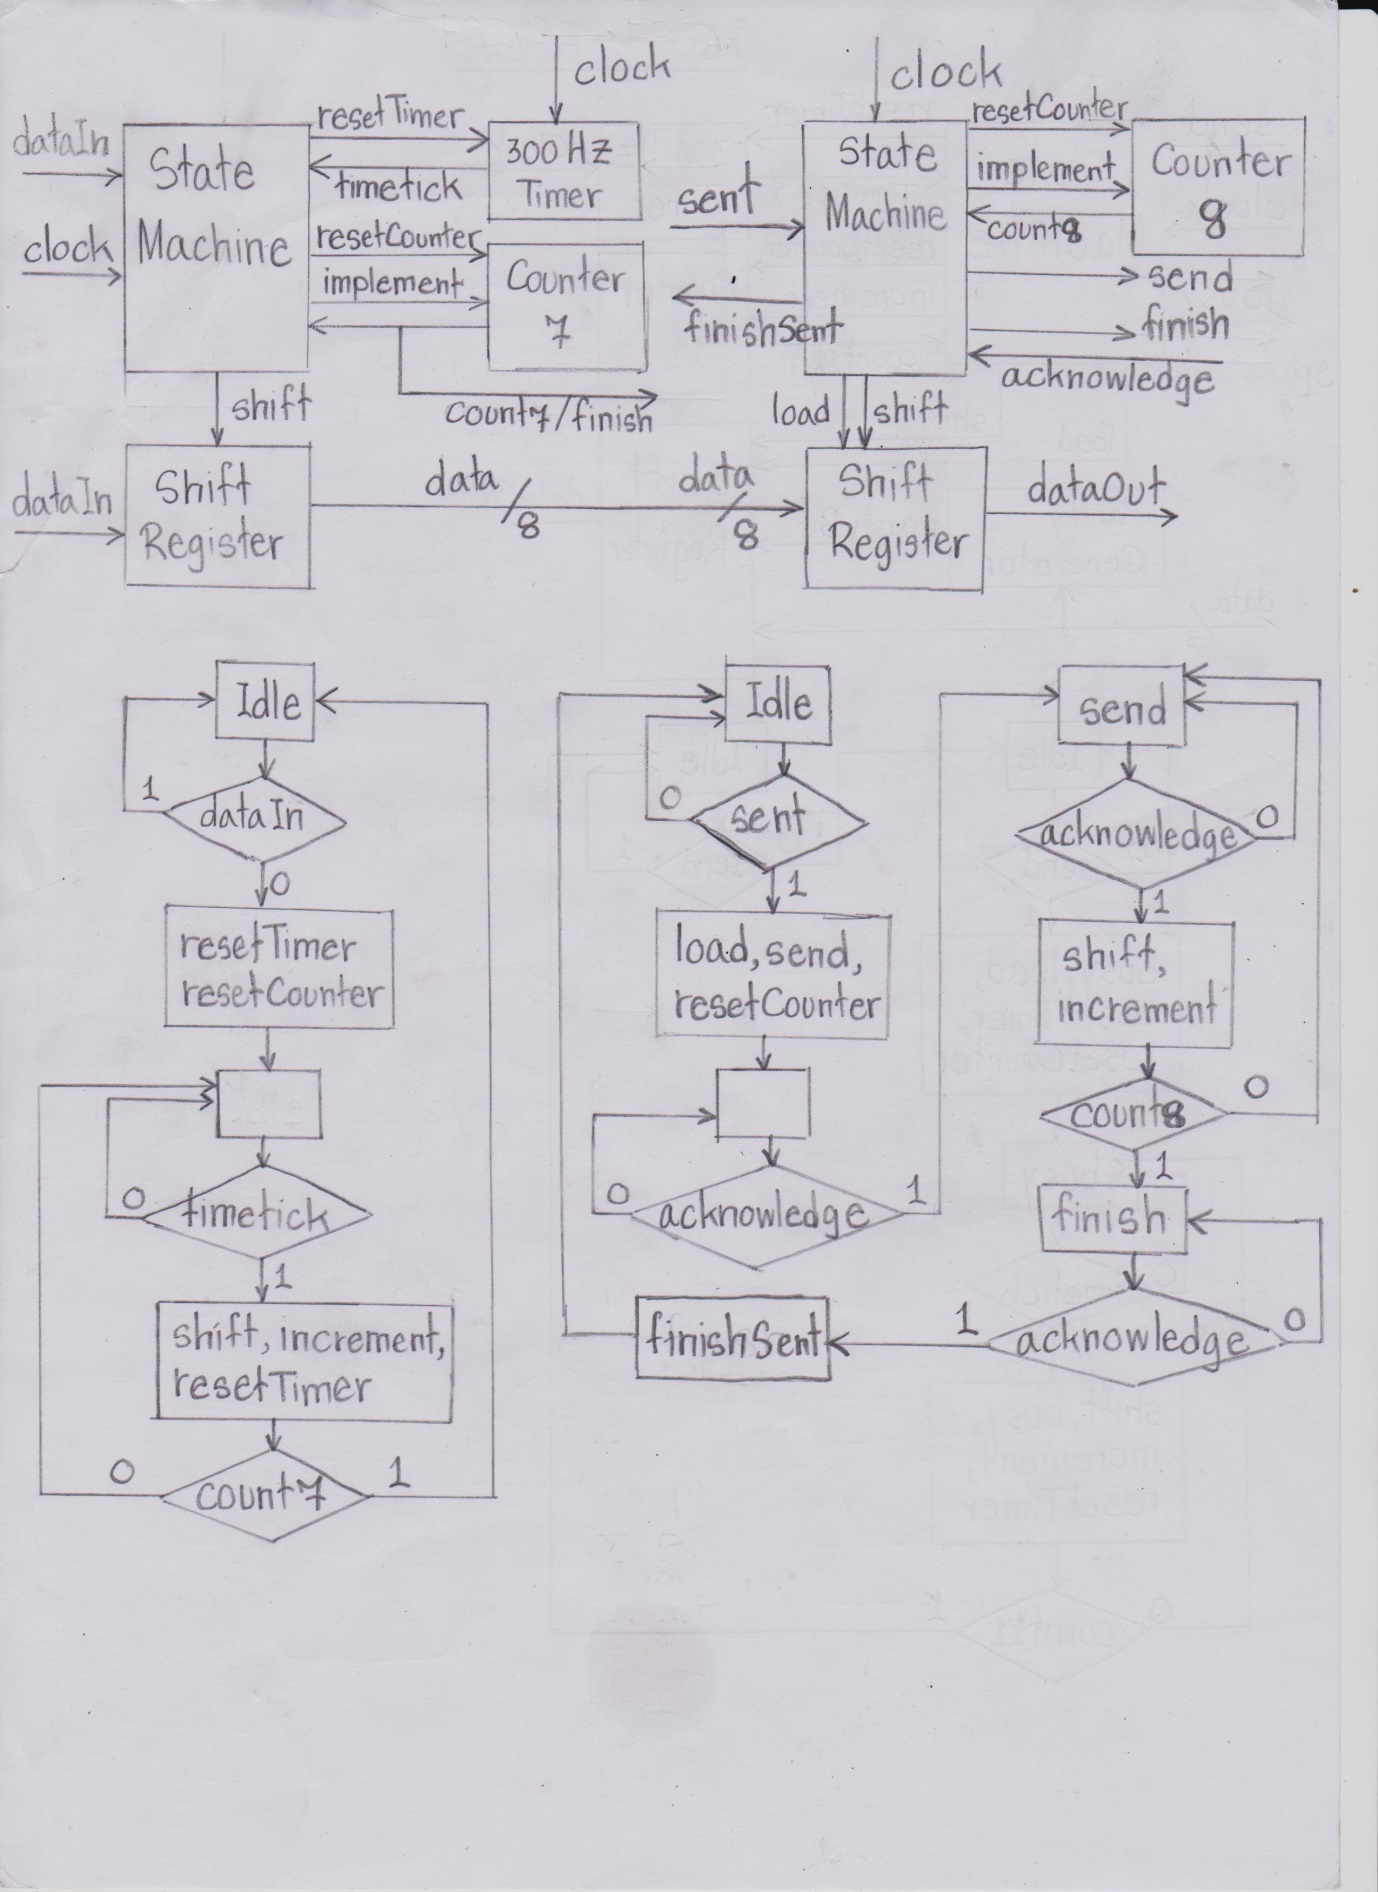 clock
clock
dataIn
clock
State
Machine
resetTimer
timetick
resetCounter
implement
300 Hz
Timer
Counter
7
sent
finishSent
State
Machine
resetCounter
implement
count8
Counter
8
send
finish
acknowledge
shift
count7/finish
load
shift
dataIn
Shift
Register
data
8
data
8
Shift
Register
dataOut
Idle
1
dataIn
0
resetTimer
resetCounter
0
timetick
1
shift, increment,
resetTimer
0
count7
1
Idle
0
sent
1
load, send,
resetCounter
0
acknowledge
1
finishSent
send
acknowledge
0
1
shift,
increment
count8
0
1
finish
1
acknowledge
0